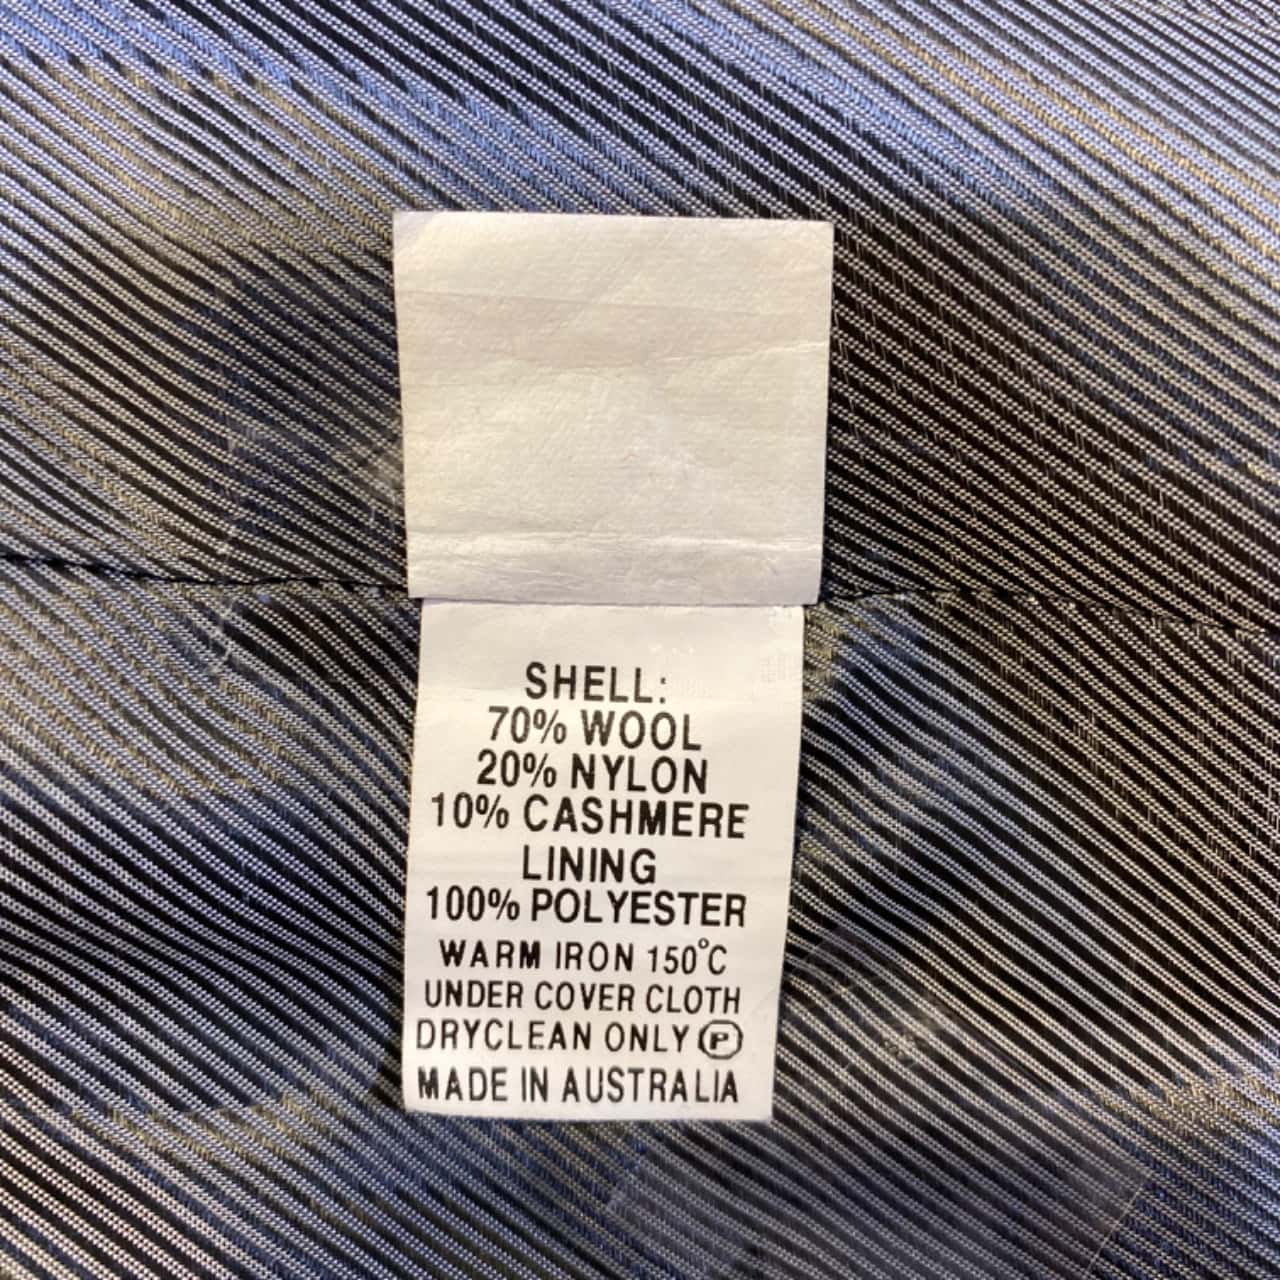 SHELL:
70% WOOL
20% NYLON
10% CASHMERE
LINING
100% POLYESTER
WARM IRON 150°C
UNDER COVER CLOTH
DRYCLEAN ONLY Ⓟ
MADE IN AUSTRALIA